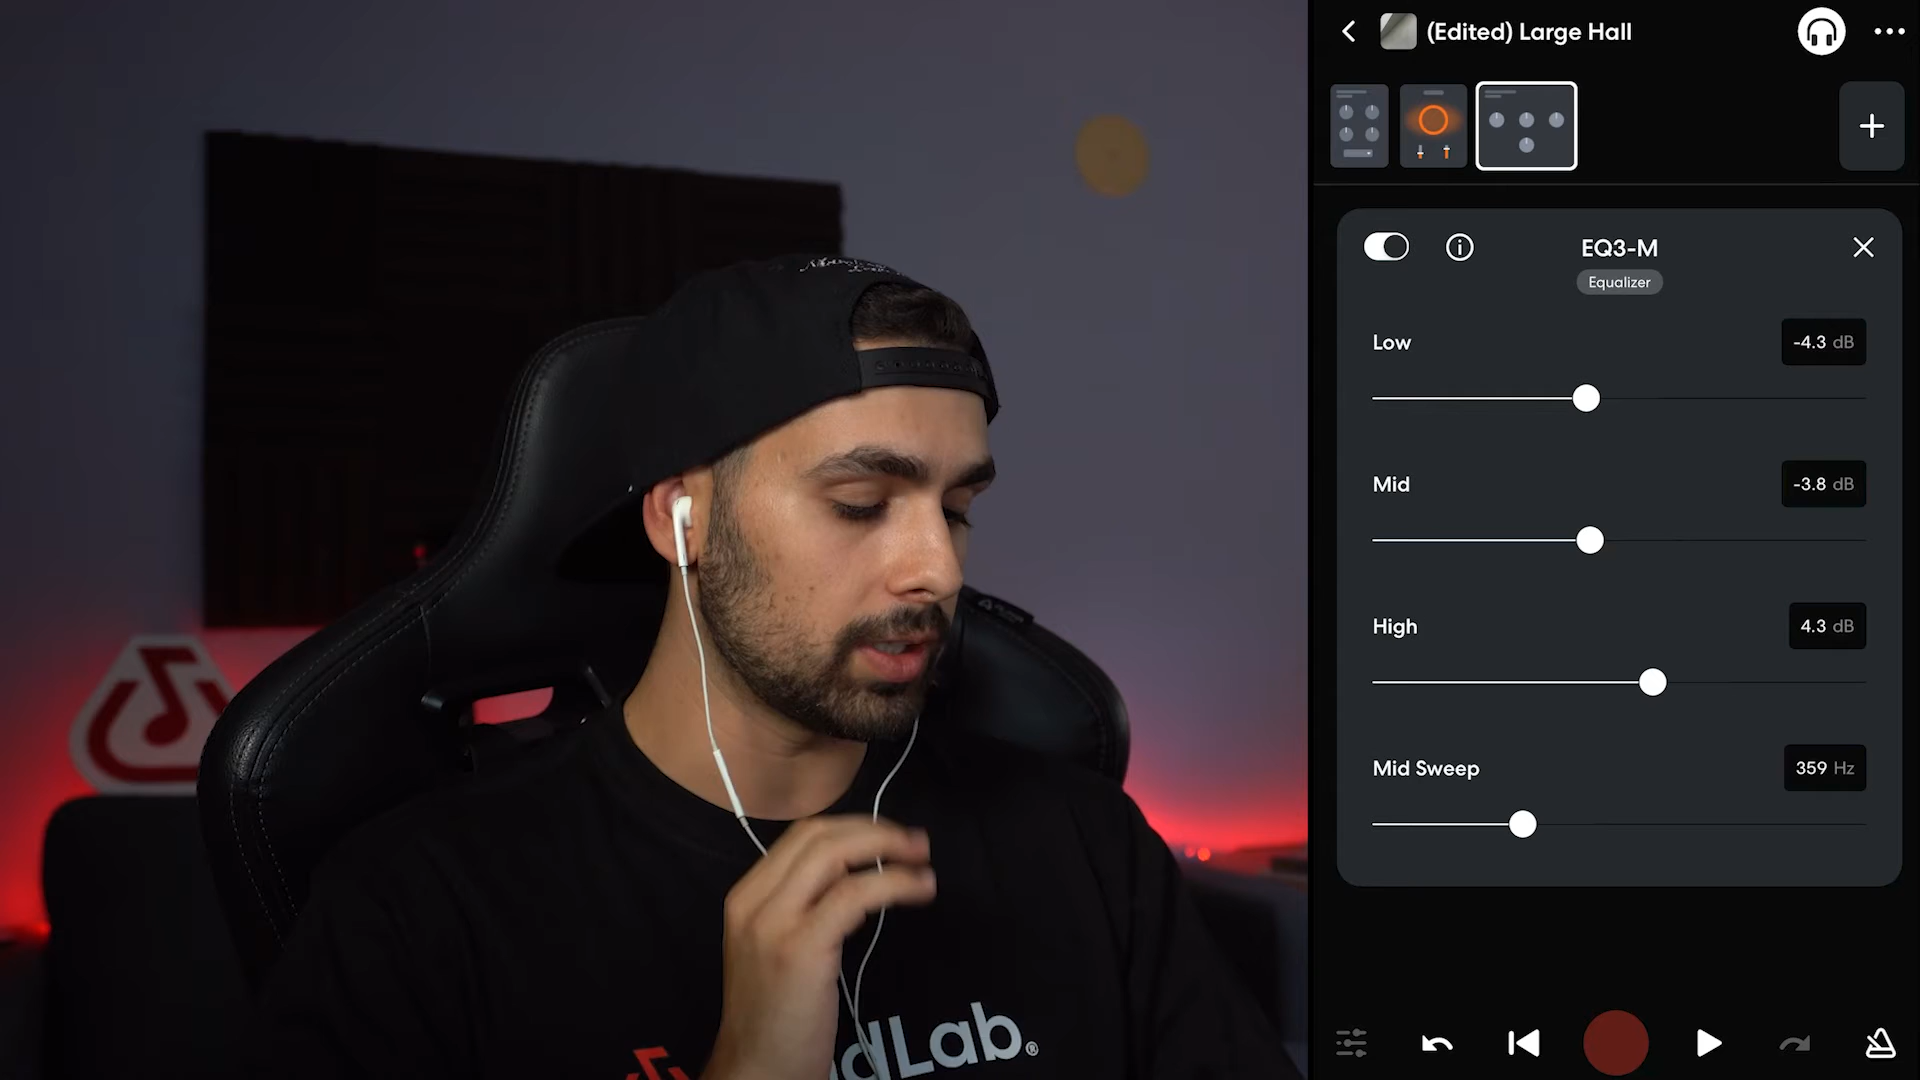 (Edited) Large Hall
EQ3-M
Equalizer
Low
-4.3 dB
Mid
-3.8 dB
High
4.3 dB
Mid Sweep
359 Hz
dLab.®